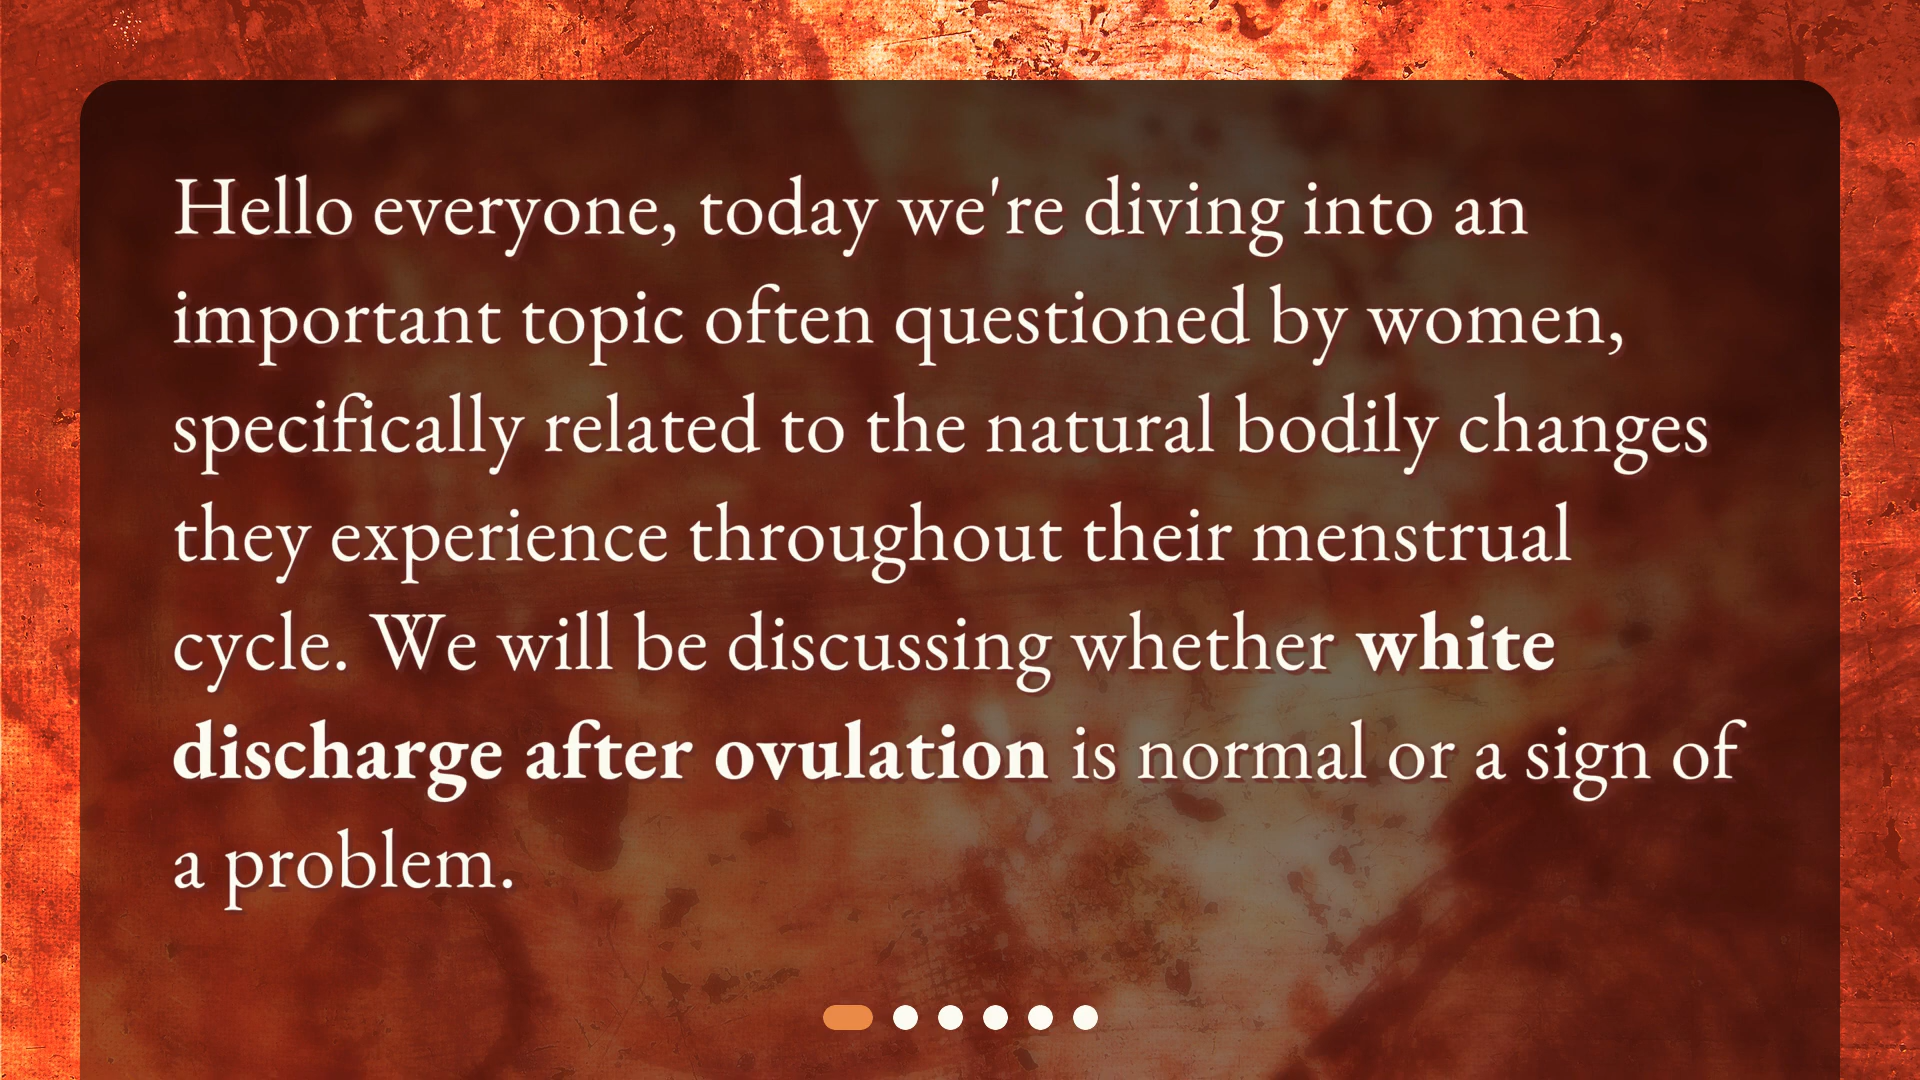 Hello everyone, today we're diving into an
important topic often questioned by women,
specifically related to the natural bodily changes
they experience throughout their menstrual
cycle. We will be discussing whether white
discharge after ovulation is normal or a sign of
a problem.